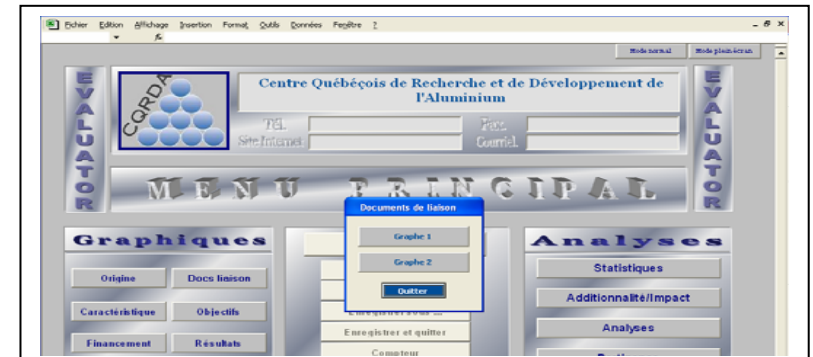 Fichier Edition Affichage Insertion Format Outils Données Fenêtre ?
fx
Mode normal Mode plein écran
EVALUATOR
CQRDA
Centre Québéçois de Recherche et de Développement de
l'Aluminium
Tél.
Site Internet
Courriel
EVALUATOR
MENU PRINCIPAL
Documents de liaison
Graphe 1
Graphe 2
Quitter
Graphiques
Origine Docs liaison
Caractéristique Objectifs
Financement Résultats
Enregistrer et quitter
Compteur
Analyses
Statistiques
Additionnalité/Impact
Analyses